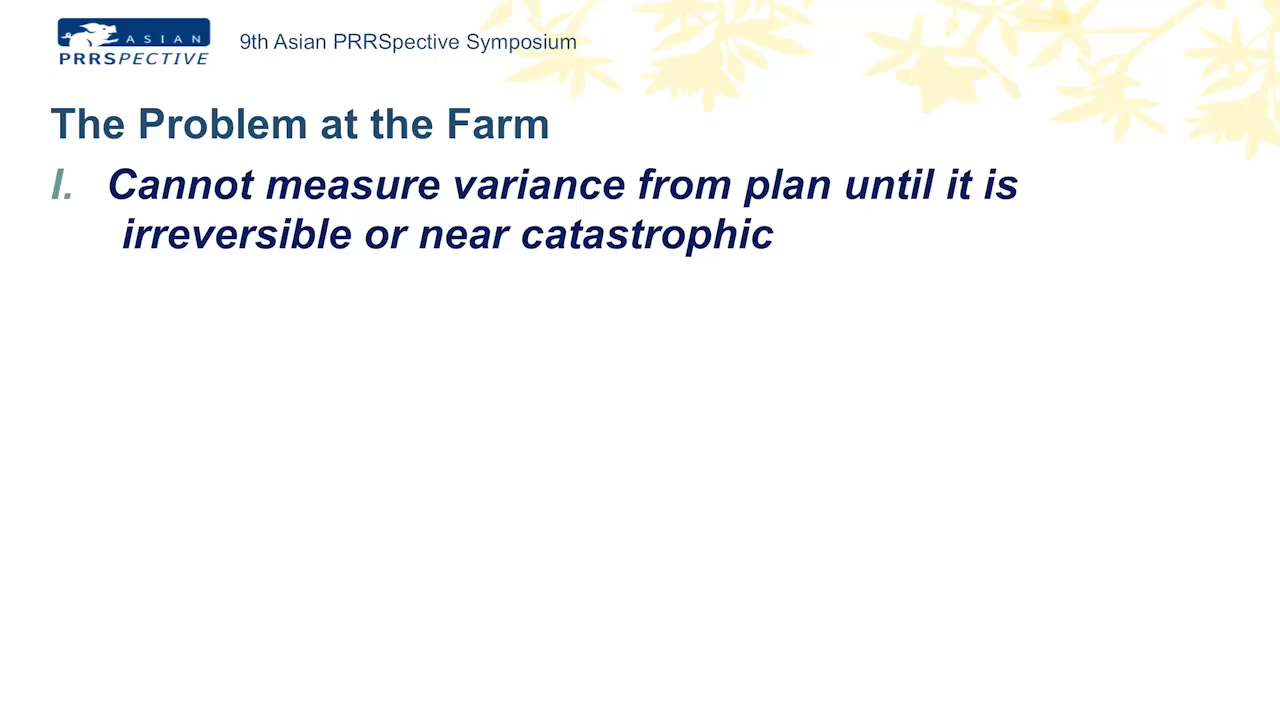 ASIAN
PRRSPECTIVE
9th Asian PRRSpective Symposium
The Problem at the Farm
I. Cannot measure variance from plan until it is
irreversible or near catastrophic